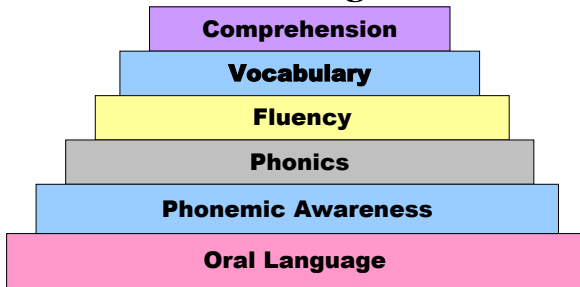 Comprehension
Vocabulary
Fluency
Phonics
Phonemic Awareness
Oral Language